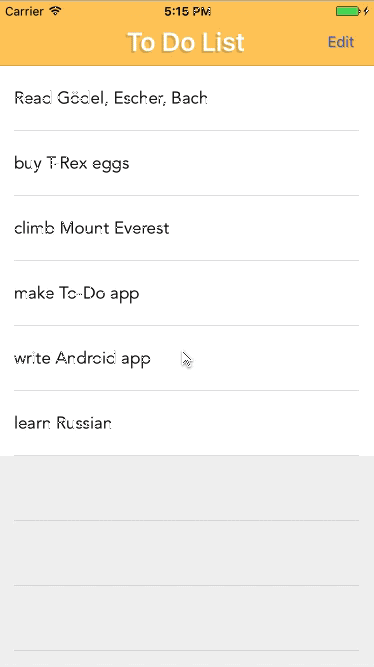 Carrier 5:15 PM
To Do List Edit
Read Gödel, Escher, Bach
buy T-Rex eggs
climb Mount Everest
make To-Do app
write Android app
learn Russian